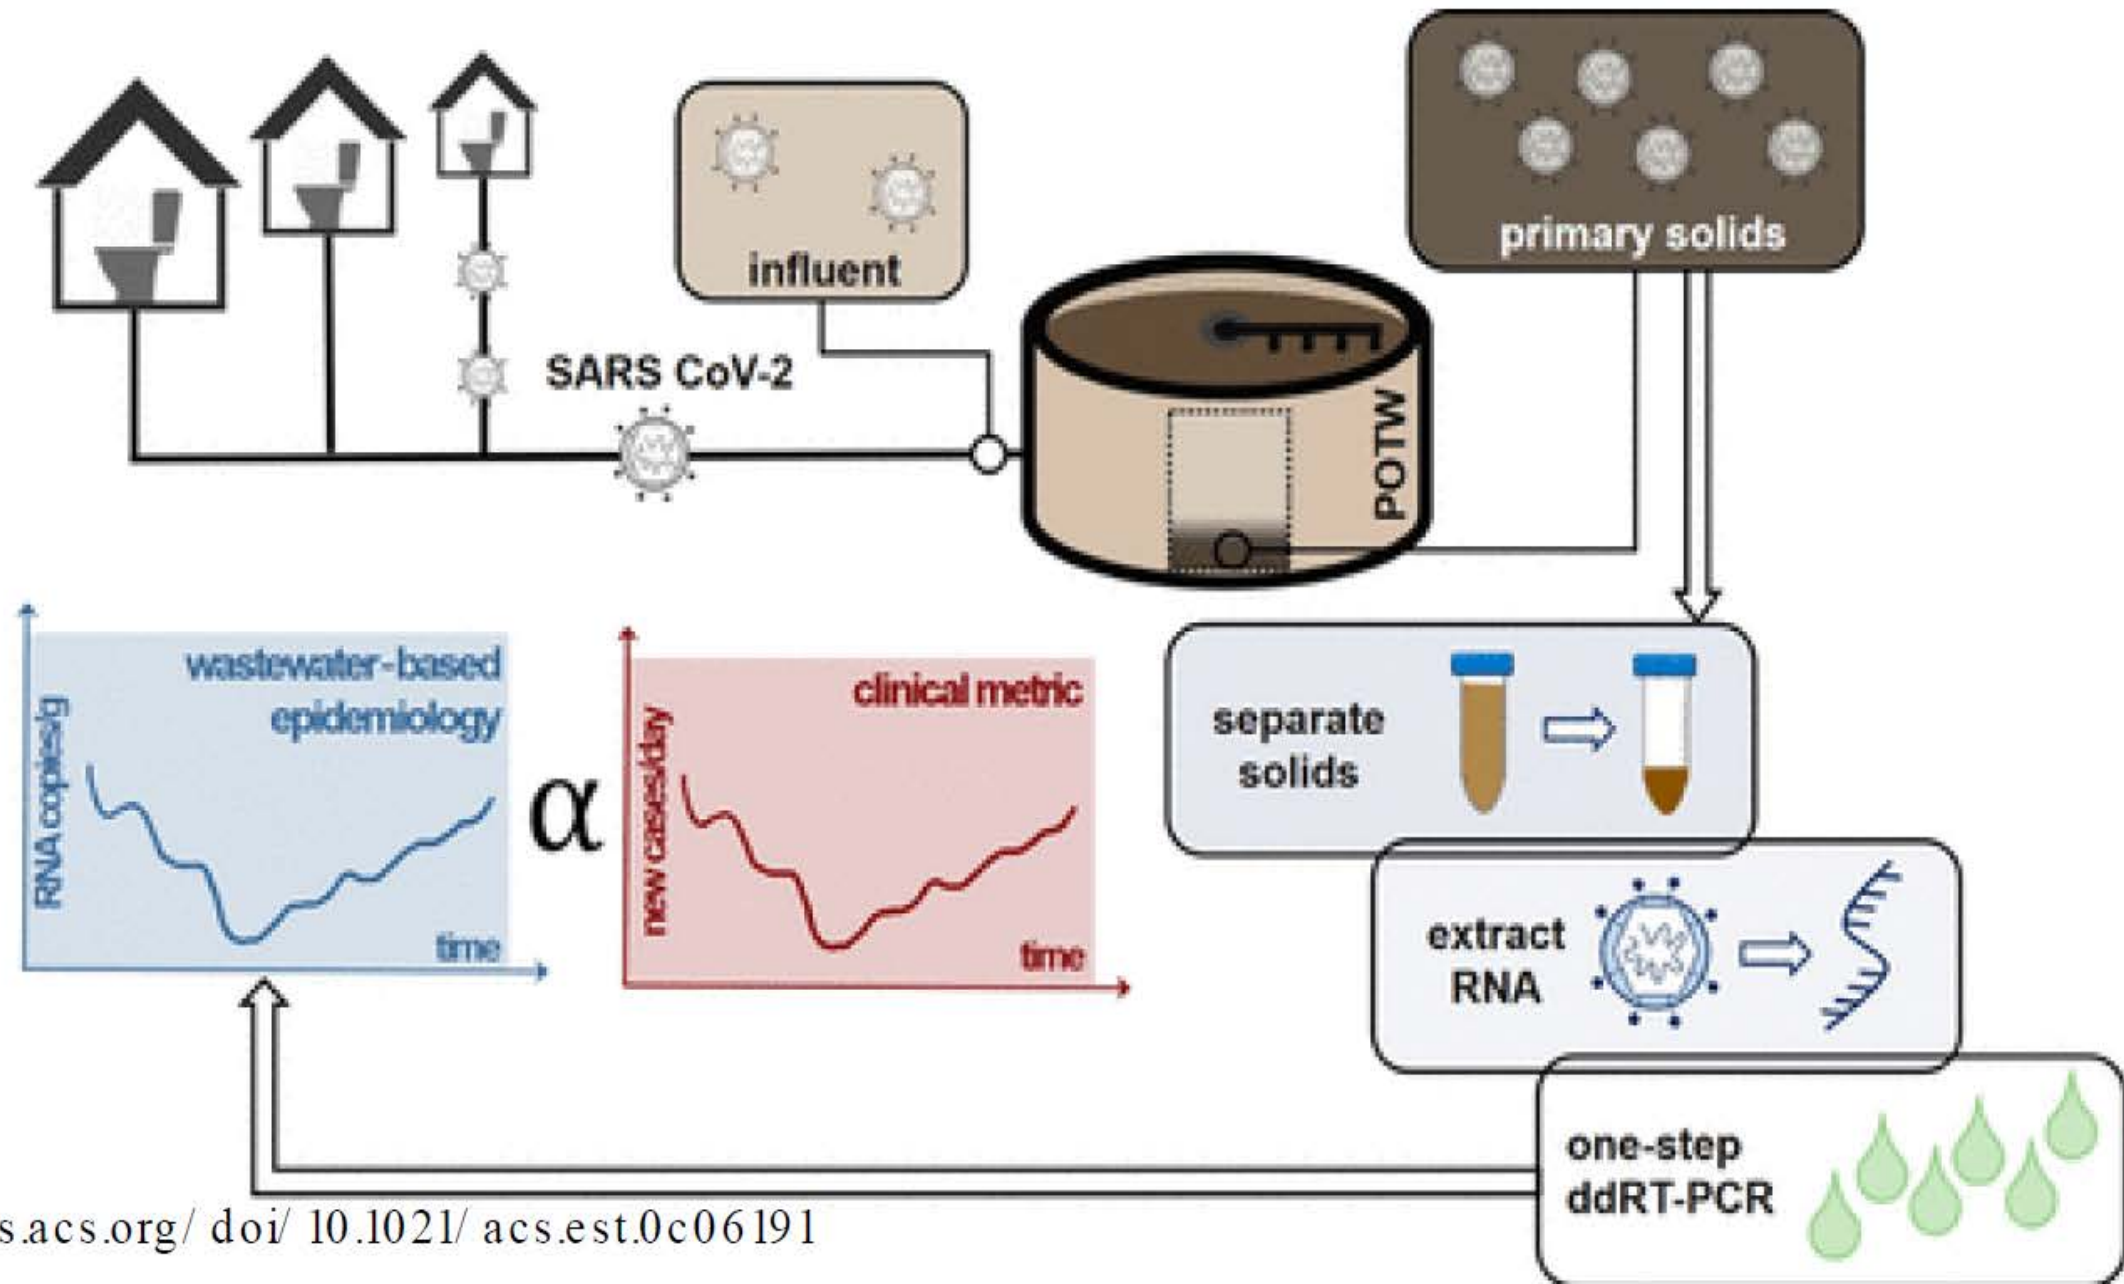 primary solids
influent
SARS CoV-2
POTW
wastewater-based
epidemiology
RNA copies/g
time
α
clinical metric
new cases/day
time
separate
solids
extract
RNA
one-step
ddRT-PCR
s.acs.org/ doi/ 10.1021/ acs.est.0c06191